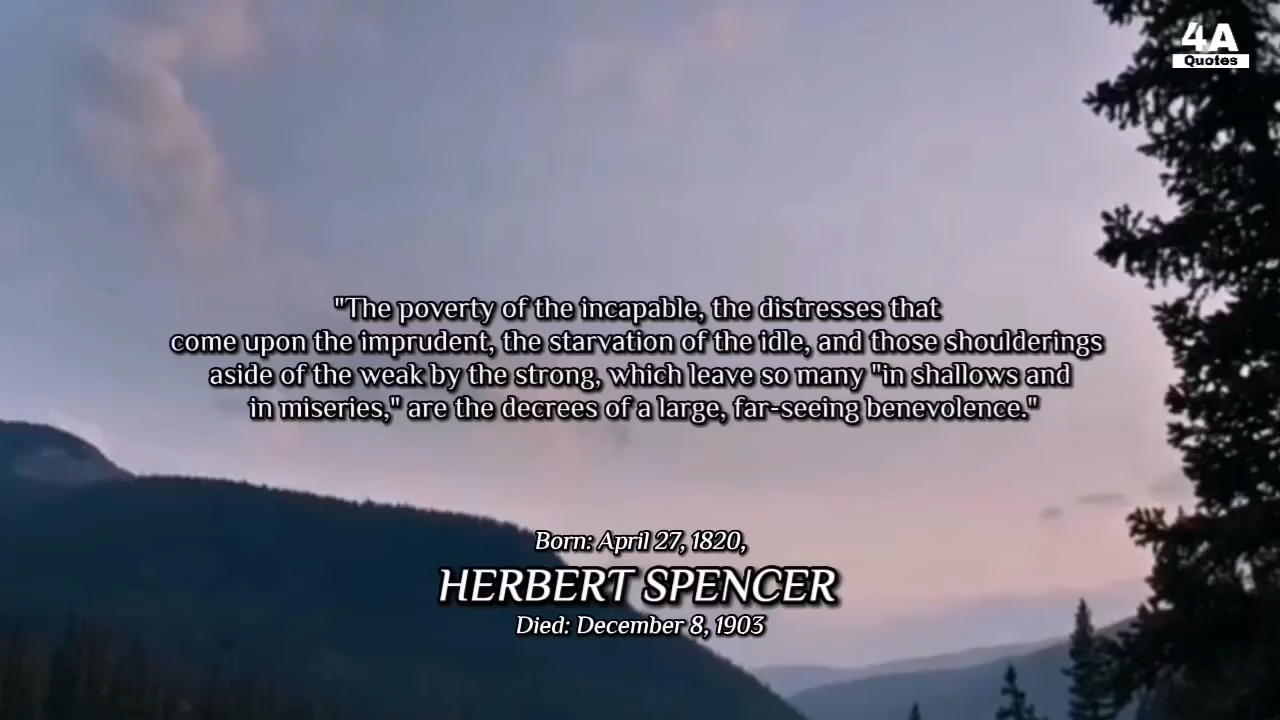 4A
Quotes
"The poverty of the incapable, the distresses that
come upon the imprudent, the starvation of the idle, and those shoulderings
aside of the weak by the strong, which leave so many "in shallows and
in miseries," are the decrees of a large, far-seeing benevolence."
Born: April 27, 1820,
HERBERT SPENCER
Died: December 8, 1903